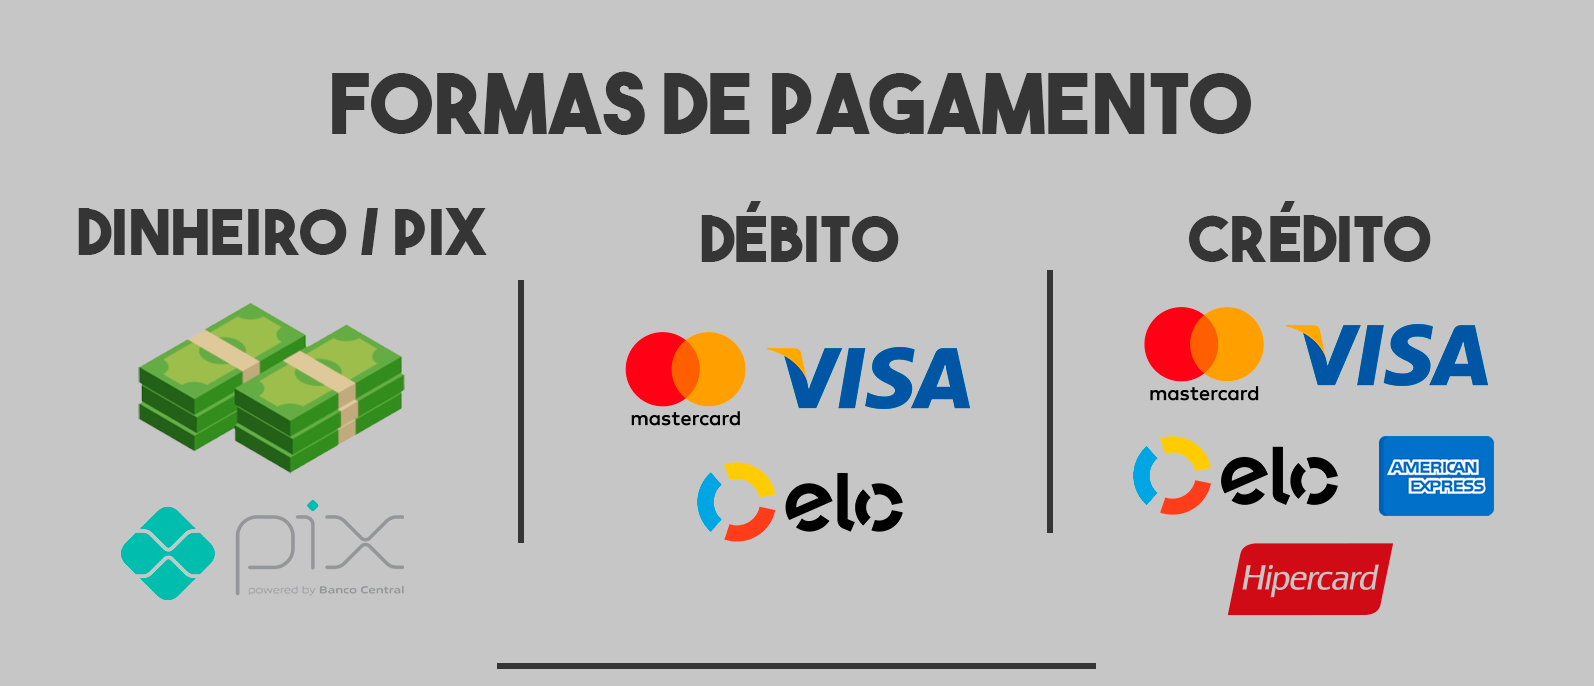 FORMAS DE PAGAMENTO
DINHEIRO / PIX
pix
powered by Banco Central
DÉBITO
mastercard
VISA
elo
CRÉDITO
mastercard
VISA
elo
AMERICAN
EXPRESS
Hipercard